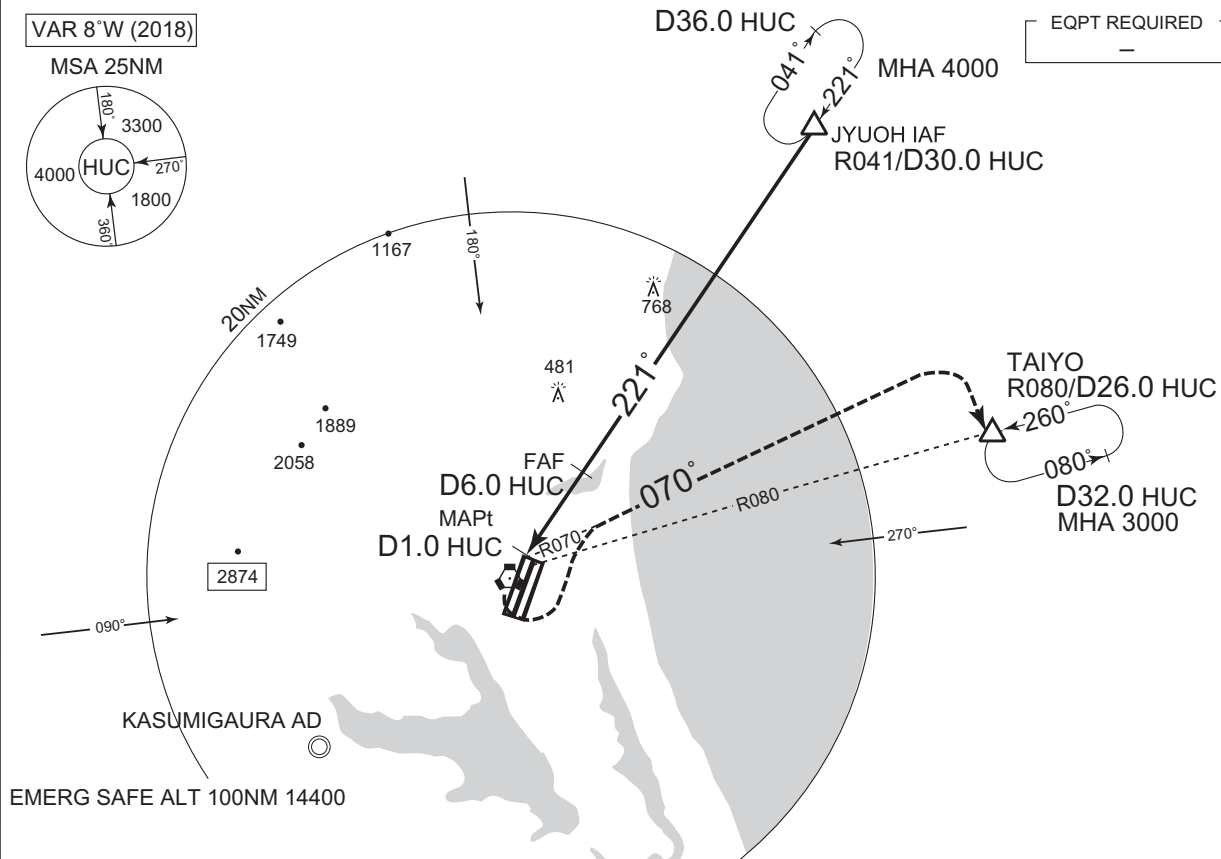 VAR 8°W (2018)
MSA 25NM
180°
3300
HUC
4000
270°
1800
360°
D36.0 HUC
041°
221°
MHA 4000
EQPT REQUIRED
–
JYUOH IAF
R041/D30.0 HUC
180°
1167
20NM
768
1749
481
221°
TAIYO
R080/D26.0 HUC
260°
1889
2058
080°
FAF
D6.0 HUC
070°
R080
D32.0 HUC
MHA 3000
MAPt
D1.0 HUC
R070
270°
2874
090°
KASUMIGAURA AD
EMERG SAFE ALT 100NM 14400